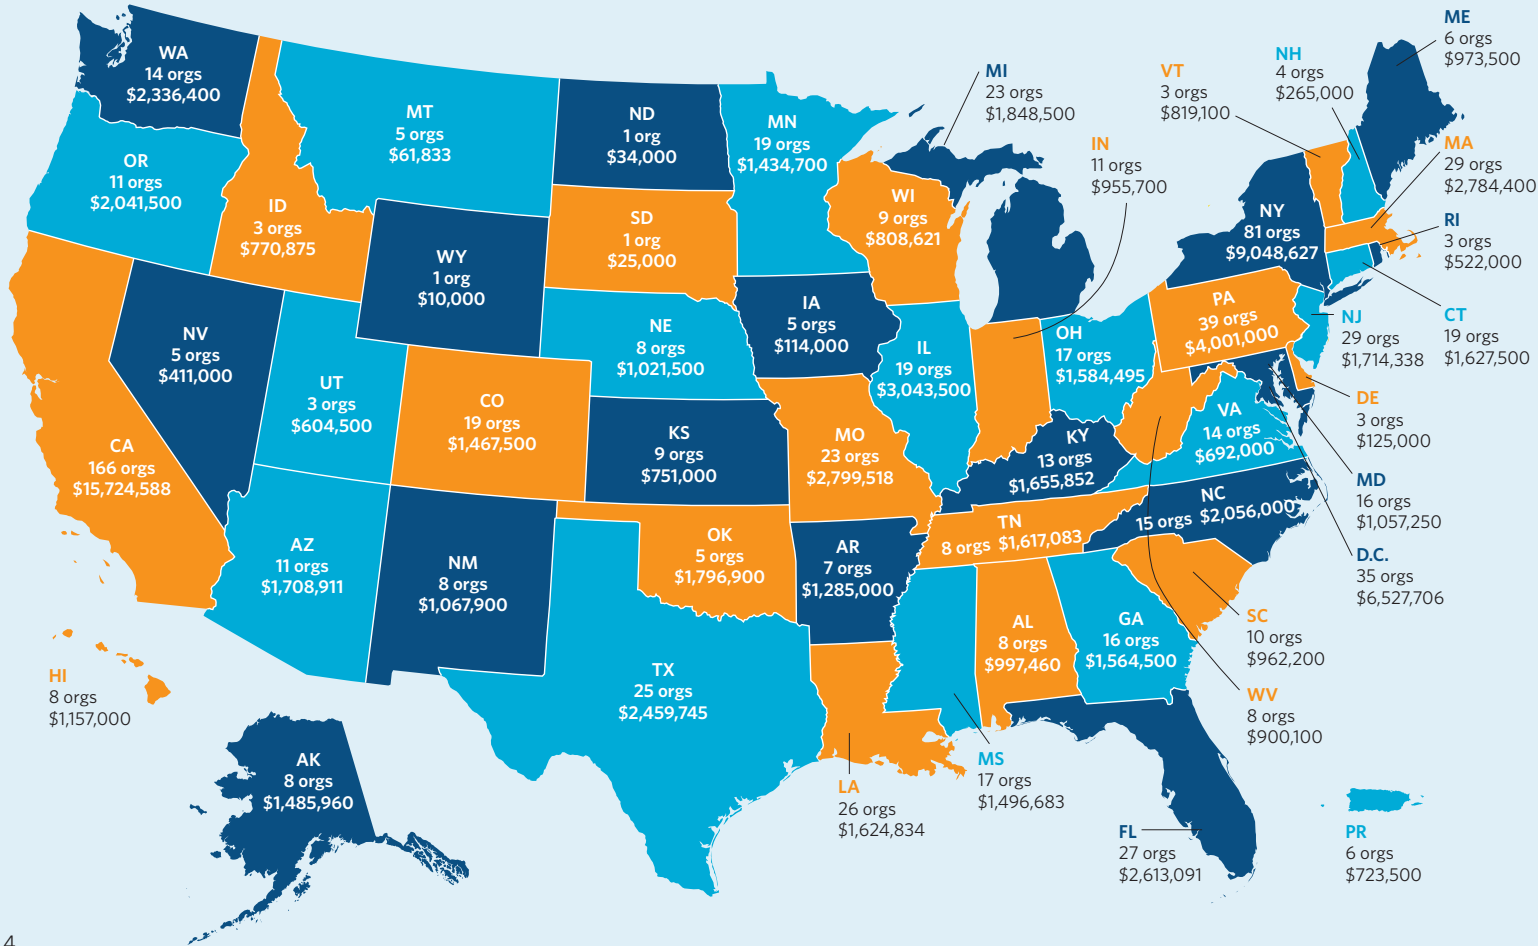 WA
14 orgs
$2,336,400
OR
11 orgs
$2,041,500
CA
166 orgs
$15,724,588
NV
5 orgs
$411,000
ID
3 orgs
$770,875
MT
5 orgs
$61,833
WY
1 org
$10,000
UT
3 orgs
$604,500
AZ
11 orgs
$1,708,911
CO
19 orgs
$1,467,500
NM
8 orgs
$1,067,900
ND
1 org
$34,000
SD
1 org
$25,000
NE
8 orgs
$1,021,500
KS
9 orgs
$751,000
OK
5 orgs
$1,796,900
TX
25 orgs
$2,459,745
MN
19 orgs
$1,434,700
IA
5 orgs
$114,000
MO
23 orgs
$2,799,518
AR
7 orgs
$1,285,000
LA
26 orgs
$1,624,834
WI
9 orgs
$808,621
IL
19 orgs
$3,043,500
MI
23 orgs
$1,848,500
IN
11 orgs
$955,700
OH
17 orgs
$1,584,495
KY
13 orgs
$1,655,852
TN
8 orgs $1,617,083
MS
17 orgs
$1,496,683
AL
8 orgs
$997,460
GA
16 orgs
$1,564,500
FL
27 orgs
$2,613,091
SC
10 orgs
$962,200
NC
15 orgs $2,056,000
VA
14 orgs
$692,000
WV
8 orgs
$900,100
D.C.
35 orgs
$6,527,706
MD
16 orgs
$1,057,250
DE
3 orgs
$125,000
PA
39 orgs
$4,001,000
NJ
29 orgs
$1,714,338
NY
81 orgs
$9,048,627
CT
19 orgs
$1,627,500
RI
3 orgs
$522,000
MA
29 orgs
$2,784,400
VT
3 orgs
$819,100
NH
4 orgs
$265,000
ME
6 orgs
$973,500
HI
8 orgs
$1,157,000
AK
8 orgs
$1,485,960
PR
6 orgs
$723,500
4